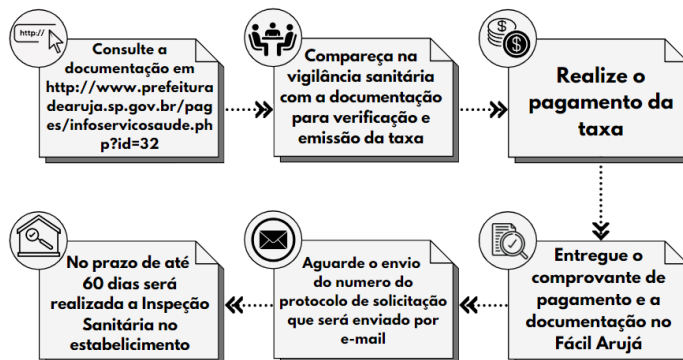 http://
Consulte a
documentação em
http://www.prefeitura
dearuja.sp.gov.br/pag
es/infoservicosaude.ph
p?id=32
Compareça na
vigilância sanitária
com a documentação
para verificação e
emissão da taxa
Realize o
pagamento da
taxa
Entregue o
comprovante de
pagamento e a
documentação no
Fácil Arujá
Aguarde o envio
do numero do
protocolo de solicitação
que será enviado por
e-mail
No prazo de até
60 dias será
realizada a Inspeção
Sanitária no
estabelicimento